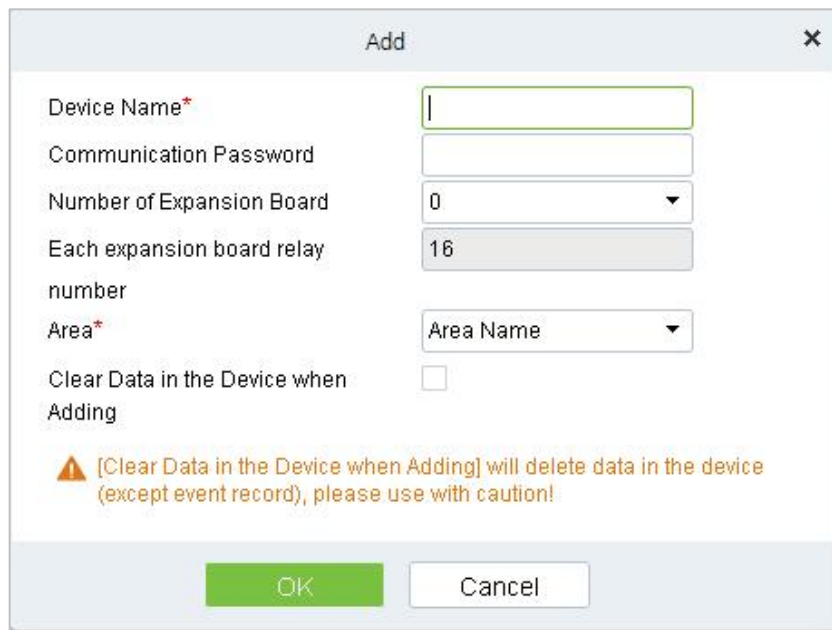 Add ×
Device Name*
Communication Password
Number of Expansion Board 0
Each expansion board relay 16
number
Area* Area Name
Clear Data in the Device when
Adding
[Clear Data in the Device when Adding] will delete data in the device
(except event record), please use with caution!
OK Cancel